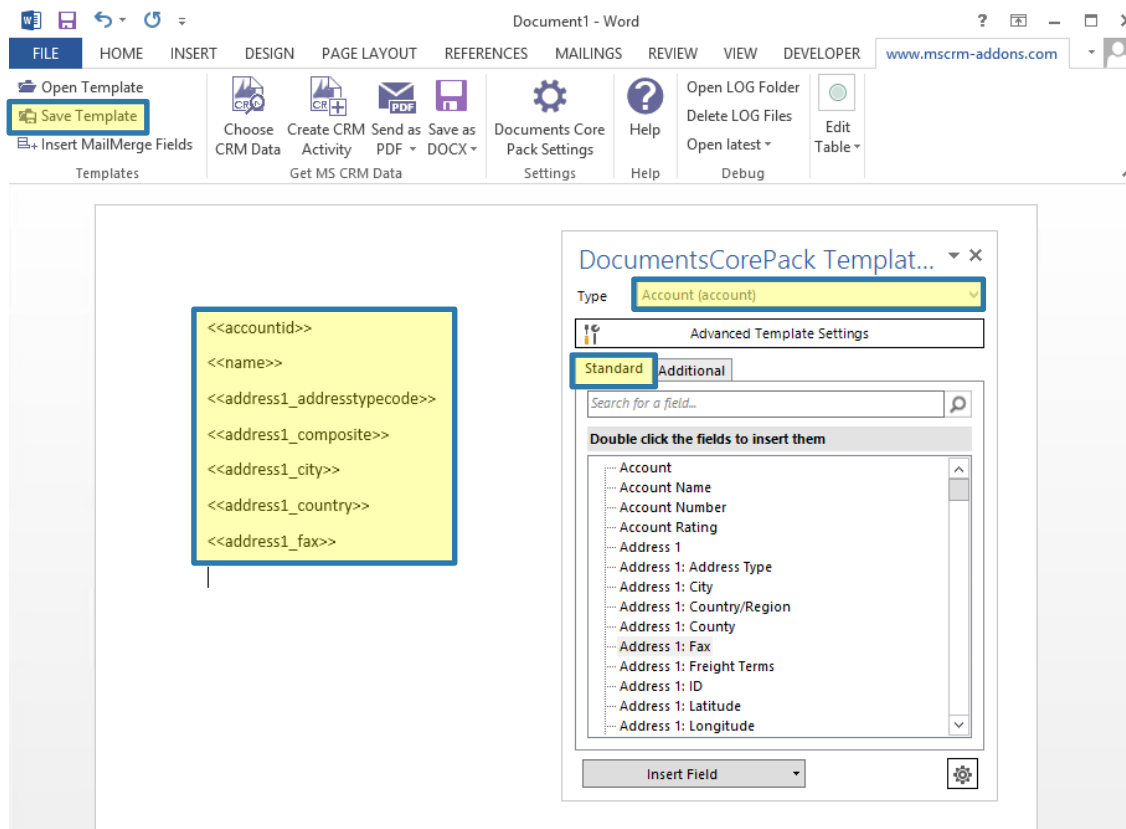 Document1 - Word
FILE HOME INSERT DESIGN PAGE LAYOUT REFERENCES MAILINGS REVIEW VIEW DEVELOPER www.mscrm-addons.com
Open Template
Save Template
Insert MailMerge Fields
Templates
CRM
Choose
CRM Data
CR
Create CRM
Activity
PDF
Send as
PDF
Save as
DOCX
Get MS CRM Data
Documents Core
Pack Settings
Settings
?
Help
Help
Open LOG Folder
Delete LOG Files
Open latest
Debug
Edit
Table
<<accountid>>
<<name>>
<<address1_addresstypecode>>
<<address1_composite>>
<<address1_city>>
<<address1_country>>
<<address1_fax>>
DocumentsCorePack Templat...
Type Account (account)
Advanced Template Settings
Standard Additional
Search for a field...
Double click the fields to insert them
Account
Account Name
Account Number
Account Rating
Address 1
Address 1: Address Type
Address 1: City
Address 1: Country/Region
Address 1: County
Address 1: Fax
Address 1: Freight Terms
Address 1: ID
Address 1: Latitude
Address 1: Longitude
Insert Field